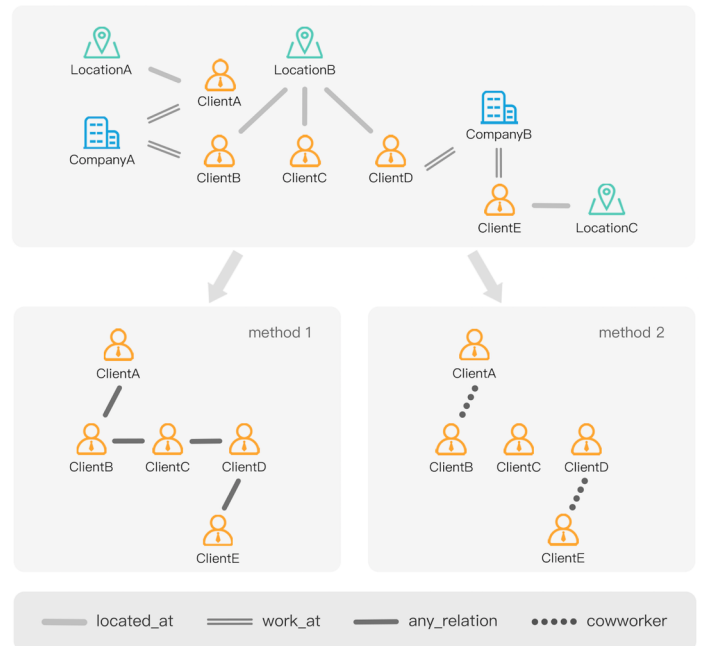 LocationA
LocationB
ClientA
CompanyA
CompanyB
ClientB
ClientC
ClientD
ClientE
LocationC
method 1
ClientA
ClientB
ClientC
ClientD
ClientE
method 2
ClientA
ClientB
ClientC
ClientD
ClientE
located_at
work_at
any_relation
cowworker